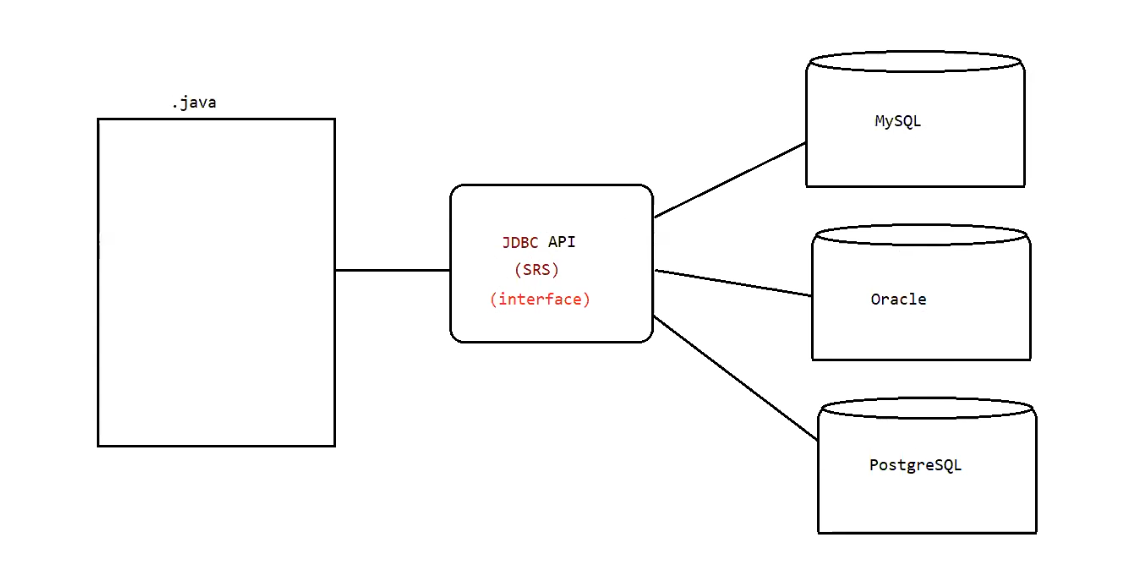 .java
JDBC API
(SRS)
(interface)
MySQL
Oracle
PostgreSQL